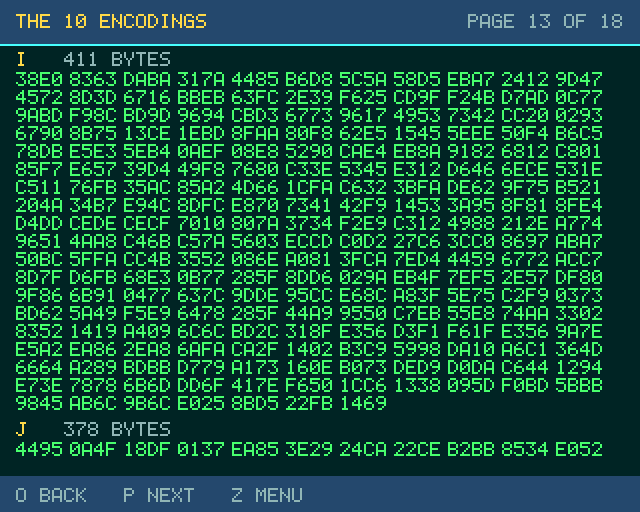 THE 10 ENCODINGS PAGE 13 OF 18
I 411 BYTES
38E0 8363 DABA 317A 4485 B6D8 5C5A 58D5 EBA7 2412 9D47
4572 8D3D 6716 BBEB 63FC 2E39 F625 CD9F F24B D7AD 0C77
9ABD F98C BD9D 9694 CBD3 6773 9617 4953 7342 CC20 0293
6790 8B75 13CE 1EBD 8FAA 80F8 62E5 1545 5EEE 50F4 B6C5
78DB E5E3 5EB4 0AEF 08E8 5290 CAE4 EB8A 9182 6812 C801
85F7 E657 39D4 49F8 7680 C33E 5345 E312 D646 6ECE 531E
C511 76FB 35AC 85A2 4D66 1CFA C632 3BFA DE62 9F75 B521
204A 34B7 E94C 8DFC E870 7341 42F9 1453 3A95 8F81 8FE4
D4DD CEDE CECF 7010 807A 3734 F2E9 C312 4988 212E A774
9651 4AA8 C46B C57A 5603 ECCD C0D2 27C6 3CC0 8697 ABA7
50BC 5FFA CC4B 3552 086E A081 3FCA 7ED4 4459 6772 ACC7
8D7F D6FB 68E3 0B77 285F 8DD6 029A EB4F 7EF5 2E57 DF80
9F86 6B91 0477 637C 9DDE 95CC E68C A83F 5E75 C2F9 0373
BD62 5A49 F5E9 6478 285F 44A9 9550 C7EB 55E8 74AA 3302
8352 1419 A409 6C6C BD2C 318F E356 D3F1 F61F E356 9A7E
E5A2 EA86 2EA8 6AFA CA2F 1402 B3C9 5998 DA10 A6C1 364D
6664 A289 BDBB D779 A173 160E B073 DED9 D0DA C644 1294
E73E 7878 6B6D DD6F 417E F650 1CC6 1338 095D F0BD 5BBB
9845 AB6C 9B6C E025 8BD5 22FB 1469
J 378 BYTES
4495 0A4F 18DF 0137 EA85 3E29 24CA 22CE B2BB 8534 E052
O BACK P NEXT Z MENU